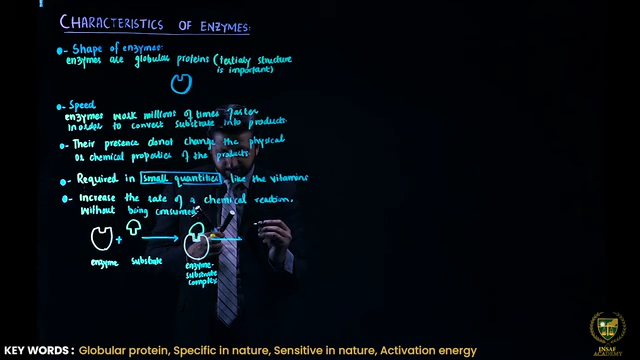 CHARACTERISTICS OF ENZYMES:
- Shape of enzymes:
enzymes are globular proteins (tertiary structure
is important)
- Speed
enzymes work millions of times faster
in order to convert substrate into products.
- Their presence donot change the physical
or chemical properties of the products.
- Required in small quantities like the vitamins
- Increase the rate of a chemical reaction.
without being consumed.
+
enzyme substrate enzyme-
substrate
complex
INSAF
ACADEMY
KEY WORDS : Globular protein, Specific in nature, Sensitive in nature, Activation energy